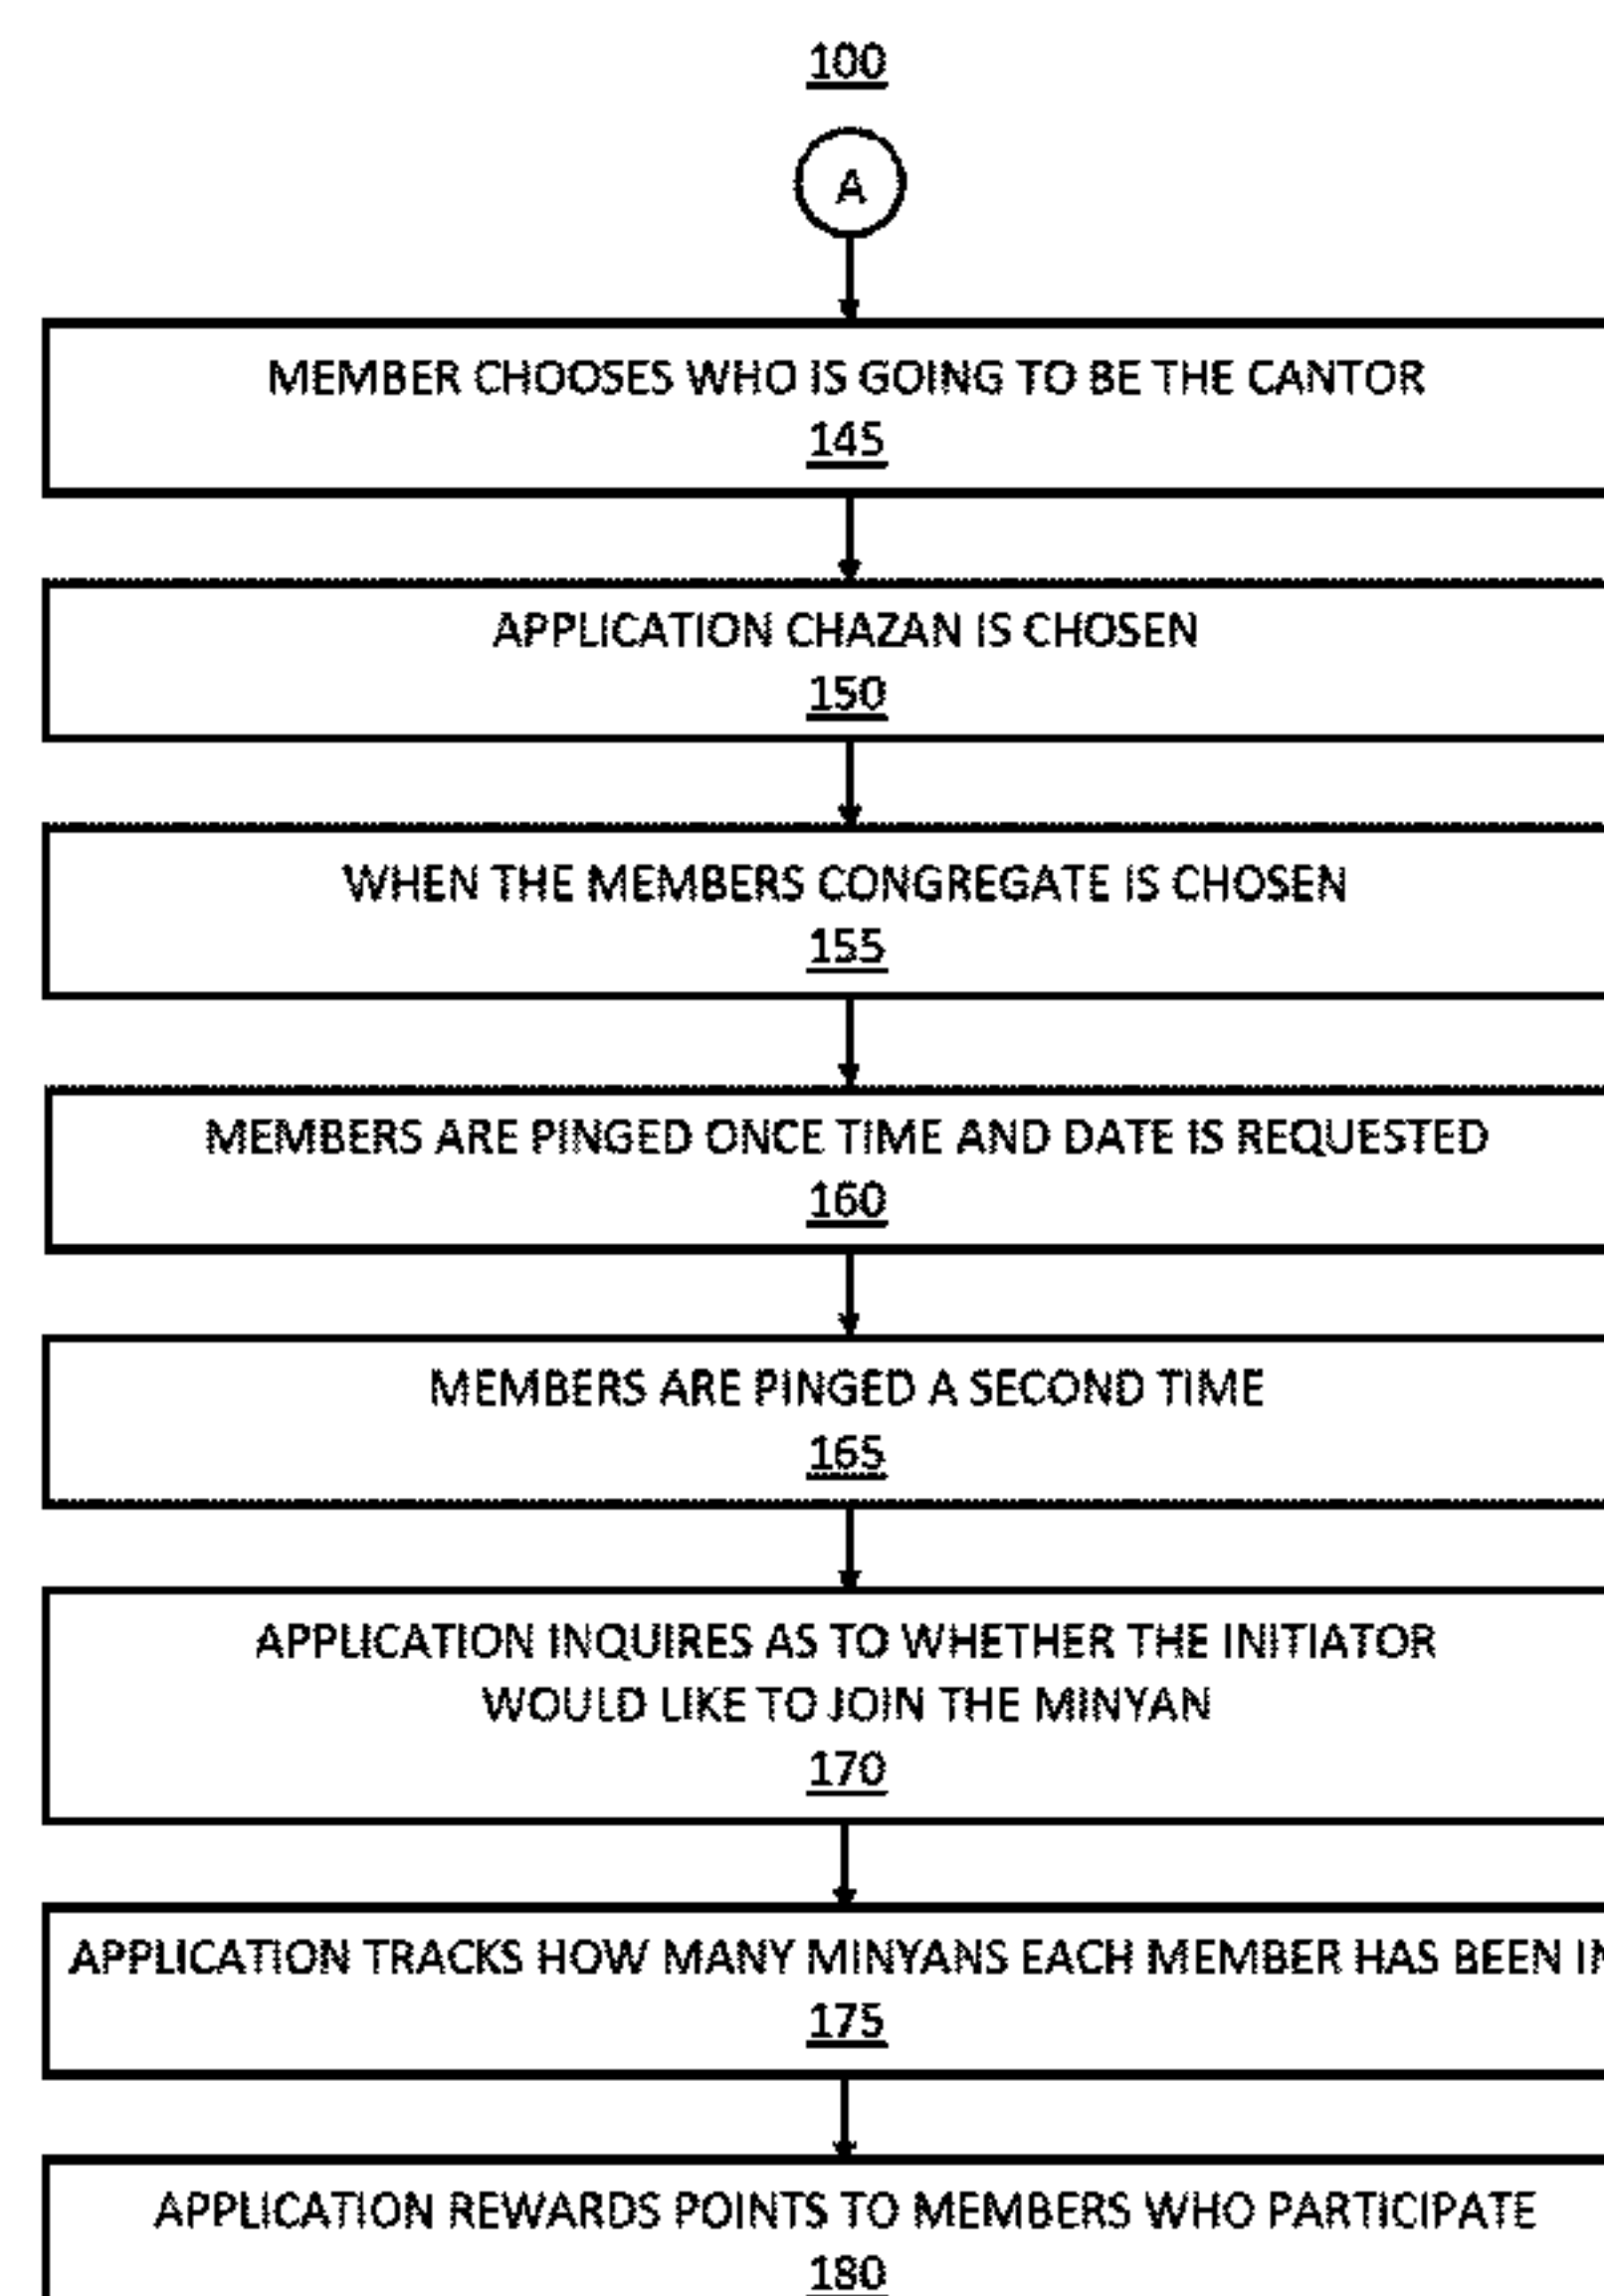 100
A
MEMBER CHOOSES WHO IS GOING TO BE THE CANTOR
145
APPLICATION CHAZAN IS CHOSEN
150
WHEN THE MEMBERS CONGREGATE IS CHOSEN
155
MEMBERS ARE PINGED ONCE TIME AND DATE IS REQUESTED
160
MEMBERS ARE PINGED A SECOND TIME
165
APPLICATION INQUIRES AS TO WHETHER THE INITIATOR
WOULD LIKE TO JOIN THE MINYAN
170
APPLICATION TRACKS HOW MANY MINYANS EACH MEMBER HAS BEEN IN
175
APPLICATION REWARDS POINTS TO MEMBERS WHO PARTICIPATE
180